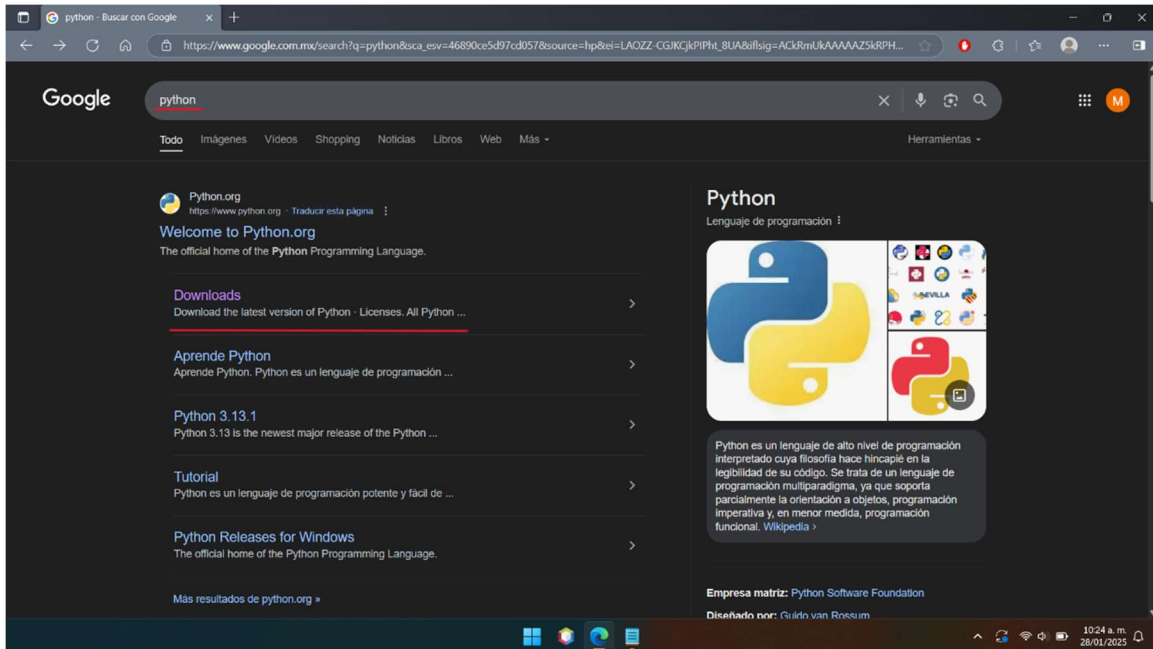 python - Buscar con Google
https://www.google.com.mx/search?q=python&sca_esv=46890ce5d97cd057&source=hp&ei=LAOZZ-CGJKCjkPIPht_8UA&iflsig=ACkRmUkAAAAAZ5kRPH...
Google
python
M
Todo Imágenes Vídeos Shopping Noticias Libros Web Más
Herramientas
Python.org
https://www.python.org · Traducir esta página
Welcome to Python.org
The official home of the Python Programming Language.
Downloads
Download the latest version of Python · Licenses. All Python ...
Aprende Python
Aprende Python. Python es un lenguaje de programación ...
Python 3.13.1
Python 3.13 is the newest major release of the Python ...
Tutorial
Python es un lenguaje de programación potente y fácil de ...
Python Releases for Windows
The official home of the Python Programming Language.
Más resultados de python.org »
Python
Lenguaje de programación
SEVILLA
Python es un lenguaje de alto nivel de programación
interpretado cuya filosofía hace hincapié en la
legibilidad de su código. Se trata de un lenguaje de
programación multiparadigma, ya que soporta
parcialmente la orientación a objetos, programación
imperativa y, en menor medida, programación
funcional. Wikipedia >
Empresa matriz: Python Software Foundation
Diseñado por: Guido van Rossum
10:24 a. m.
28/01/2025